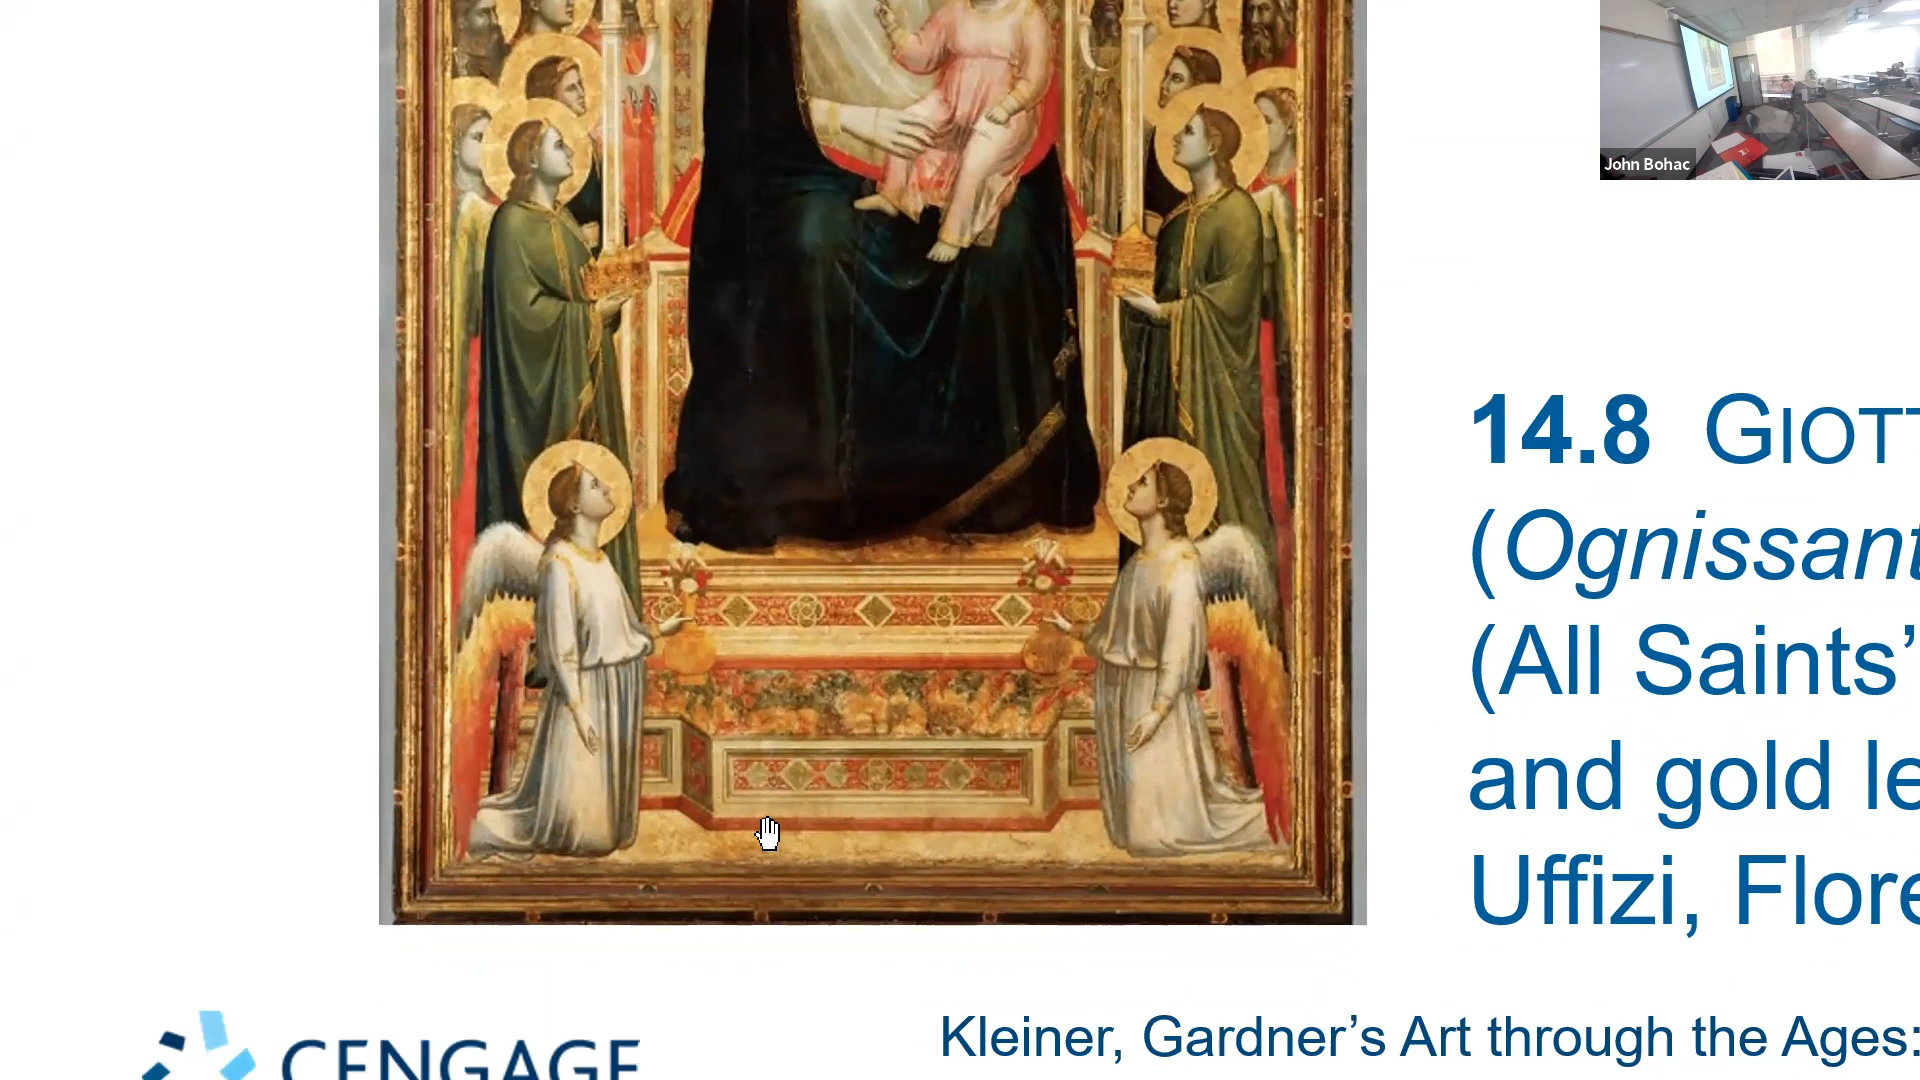 John Bohac
14.8 GIOTT
(Ognissant
(All Saints’
and gold le
Uffizi, Flore
Kleiner, Gardner’s Art through the Ages:
CENGAGE